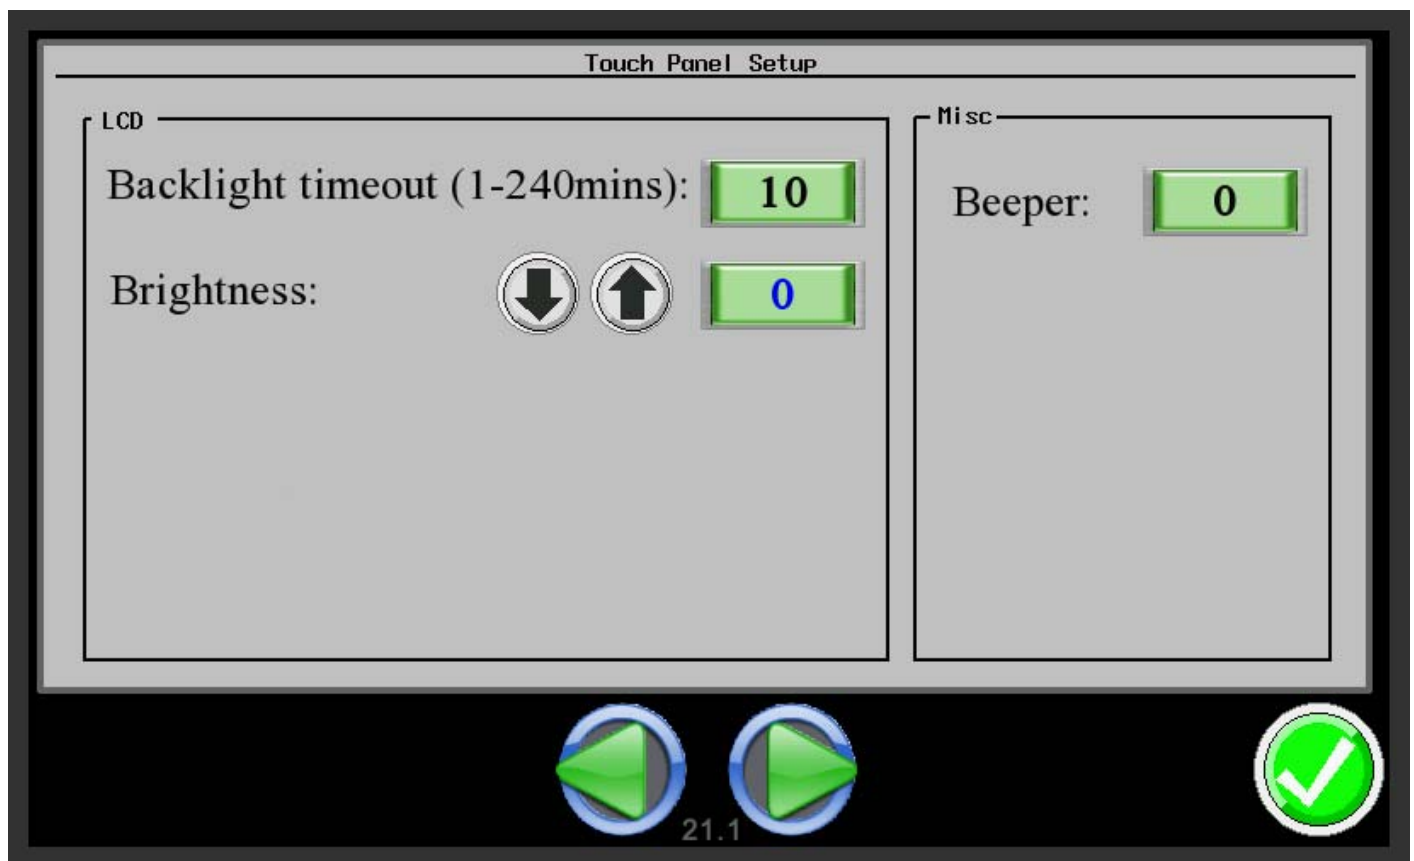 Touch Panel Setup
LCD
Backlight timeout (1-240mins): 10
Brightness: 0
Misc
Beeper: 0
21.1